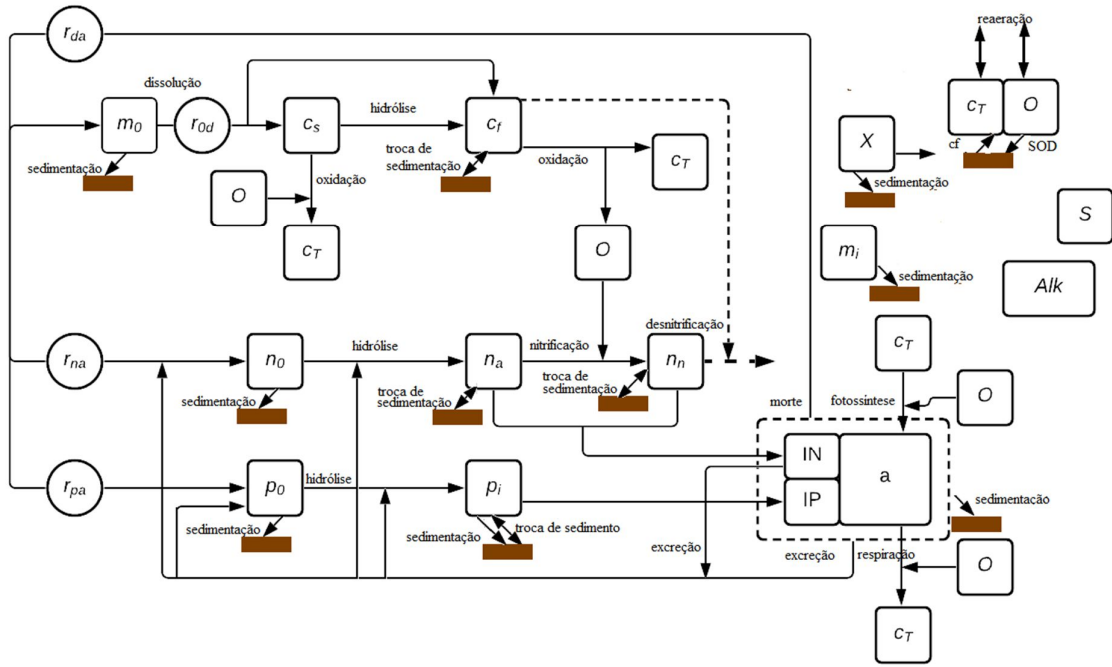 r_da
reaeração
dissolução
m_0
r_0d
c_s
hidrólise
c_f
c_T
O
X
cf
SOD
sedimentação
oxidação
troca de
sedimentação
oxidação
c_T
sedimentação
O
S
c_T
O
m_i
sedimentação
Alk
desnitrificação
c_T
r_na
n_0
hidrólise
n_a
nitrificação
n_n
sedimentação
troca de
sedimentação
troca de
sedimentação
morte
fotossíntese
O
IN
a
r_pa
p_0
hidrólise
p_i
IP
sedimentação
sedimentação
sedimentação
troca de sedimento
excreção
excreção
respiração
O
c_T